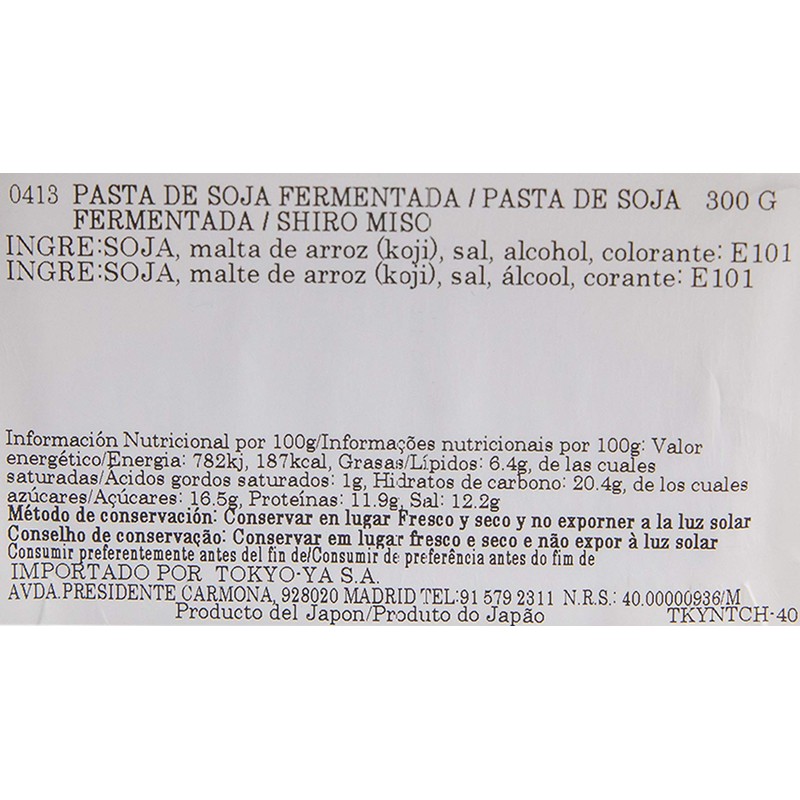 0413 PASTA DE SOJA FERMENTADA / PASTA DE SOJA 300 G
FERMENTADA / SHIRO MISO
INGRE:SOJA, malta de arroz (koji), sal, alcohol, colorante: E101
INGRE:SOJA, malte de arroz (koji), sal, álcool, corante: E101
Información Nutricional por 100g/Informações nutricionais por 100g: Valor
energético/Energia: 782kj, 187kcal, Grasas/Lípidos: 6.4g, de las cuales
saturadas/Ácidos gordos saturados: 1g, Hidratos de carbono: 20.4g, de los cuales
azúcares/Açúcares: 16.5g, Proteínas: 11.9g, Sal: 12.2g
Método de conservación: Conservar en lugar Fresco y seco y no exporner a la luz solar
Conselho de conservação: Conservar em lugar fresco e seco e não expor à luz solar
Consumir preferentemente antes del fin de/Consumir de preferência antes do fim de
IMPORTADO POR TOKYO-YA S.A.
AVDA.PRESIDENTE CARMONA, 928020 MADRID TEL:91 579 2311 N.R.S.: 40.00000936/M
Producto del Japon/Produto do Japão TKYNTCH-40